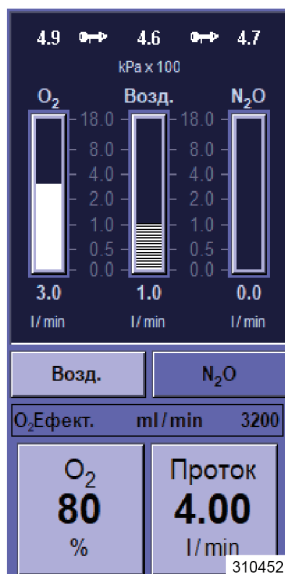 4.9 4.6 4.7
kPa x 100
O₂ Возд. N₂O
18.0 18.0
8.0 8.0
4.0 4.0
2.0 2.0
1.0 1.0
0.5 0.5
0.0 0.0
3.0 1.0 0.0
l/min l/min l/min
Возд. N₂O
O₂Ефект. ml/min 3200
O₂ Проток
80 4.00
% l/min
310452